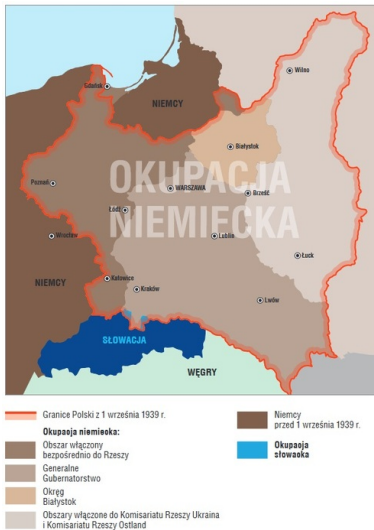 Gdańsk
Wilno
NIEMCY
Białystok
OKUPACJA
NIEMIECKA
Poznań
WARSZAWA
Brześć
Łódź
Wrocław
Lublin
Łuck
NIEMCY
Katowice
Kraków
Lwów
SŁOWACJA
WĘGRY
Granice Polski z 1 września 1939 r.
Okupacja niemiecka:
Obszar włączony
bezpośrednio do Rzeszy
Generalne
Gubernatorstwo
Okręg
Białystok
Obszary włączone do Komisariatu Rzeszy Ukraina
i Komisariatu Rzeszy Ostland
Niemcy
przed 1 września 1939 r.
Okupacja
słowacka